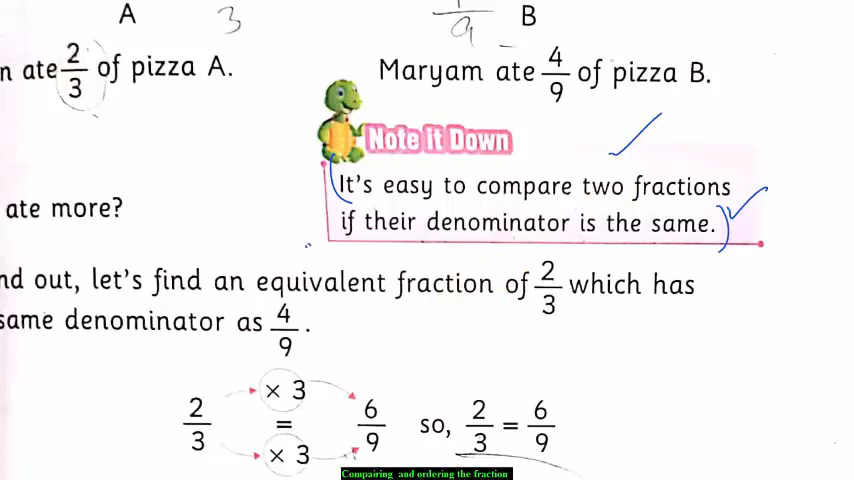 A 3 B
n ate 2/3 of pizza A. Maryam ate 4/9 of pizza B.
Note it Down
It's easy to compare two fractions
if their denominator is the same.
ate more?
nd out, let's find an equivalent fraction of 2/3 which has
same denominator as 4/9.
2/3 × 3 = × 3 6/9 so, 2/3 = 6/9
Compairing and ordering the fraction